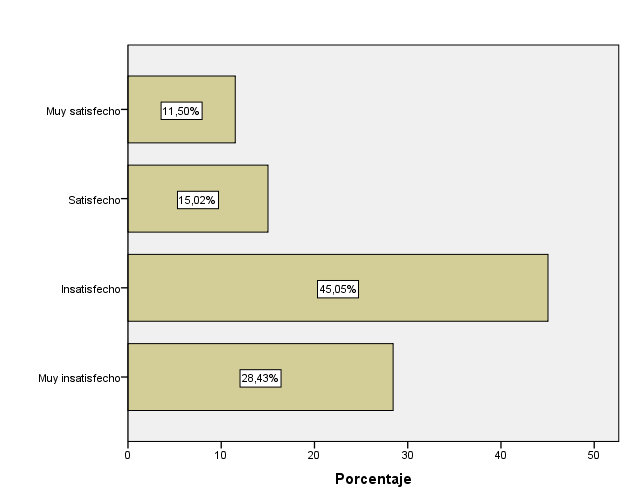 Muy satisfecho
11,50%
Satisfecho
15,02%
Insatisfecho
45,05%
Muy insatisfecho
28,43%
0 10 20 30 40 50
Porcentaje